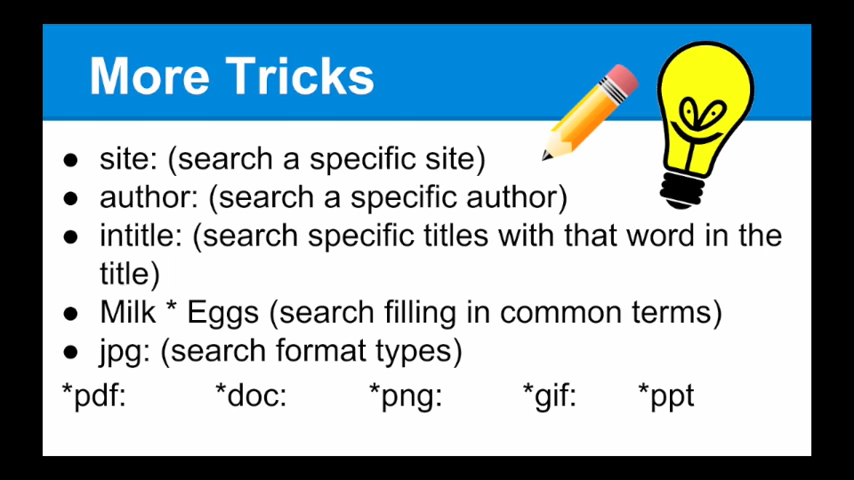 More Tricks
● site: (search a specific site)
● author: (search a specific author)
● intitle: (search specific titles with that word in the
title)
● Milk * Eggs (search filling in common terms)
● jpg: (search format types)
*pdf: *doc: *png: *gif: *ppt